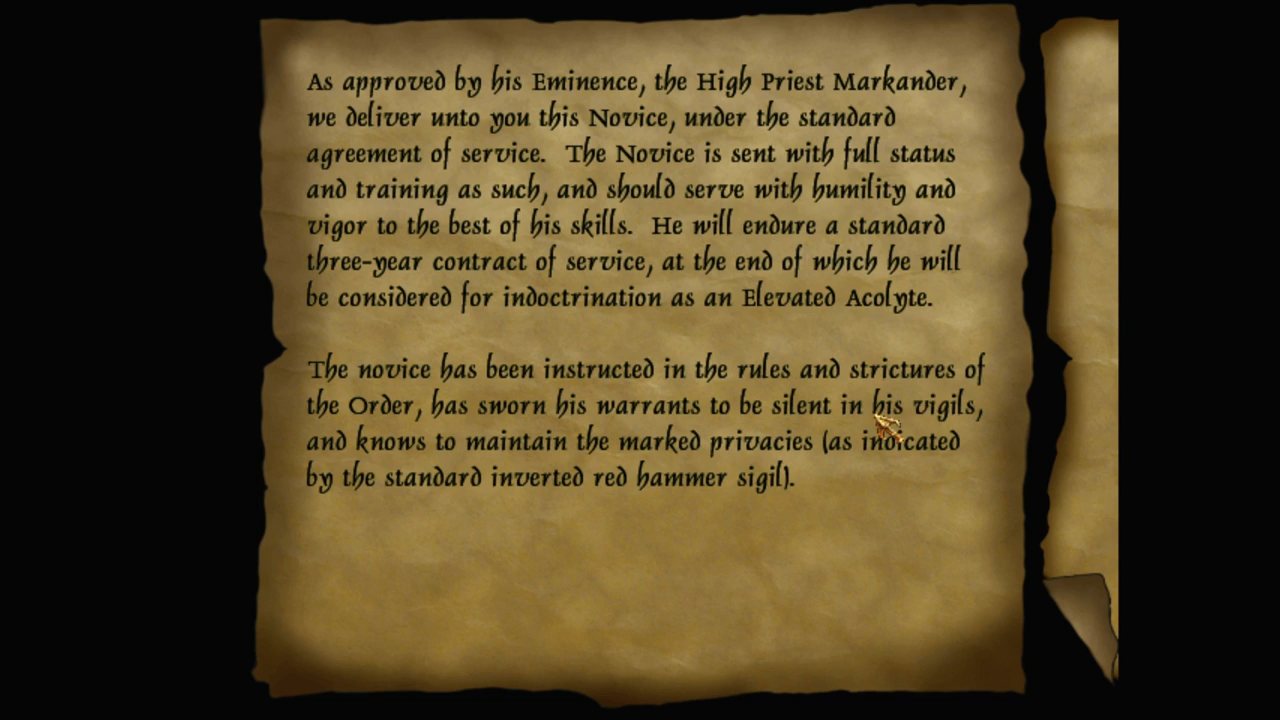 As approved by his Eminence, the High Priest Markander,
we deliver unto you this Novice, under the standard
agreement of service.  The Novice is sent with full status
and training as such, and should serve with humility and
vigor to the best of his skills.  He will endure a standard
three-year contract of service, at the end of which he will
be considered for indoctrination as an Elevated Acolyte.

The novice has been instructed in the rules and strictures of
the Order, has sworn his warrants to be silent in his vigils,
and knows to maintain the marked privacies (as indicated
by the standard inverted red hammer sigil).